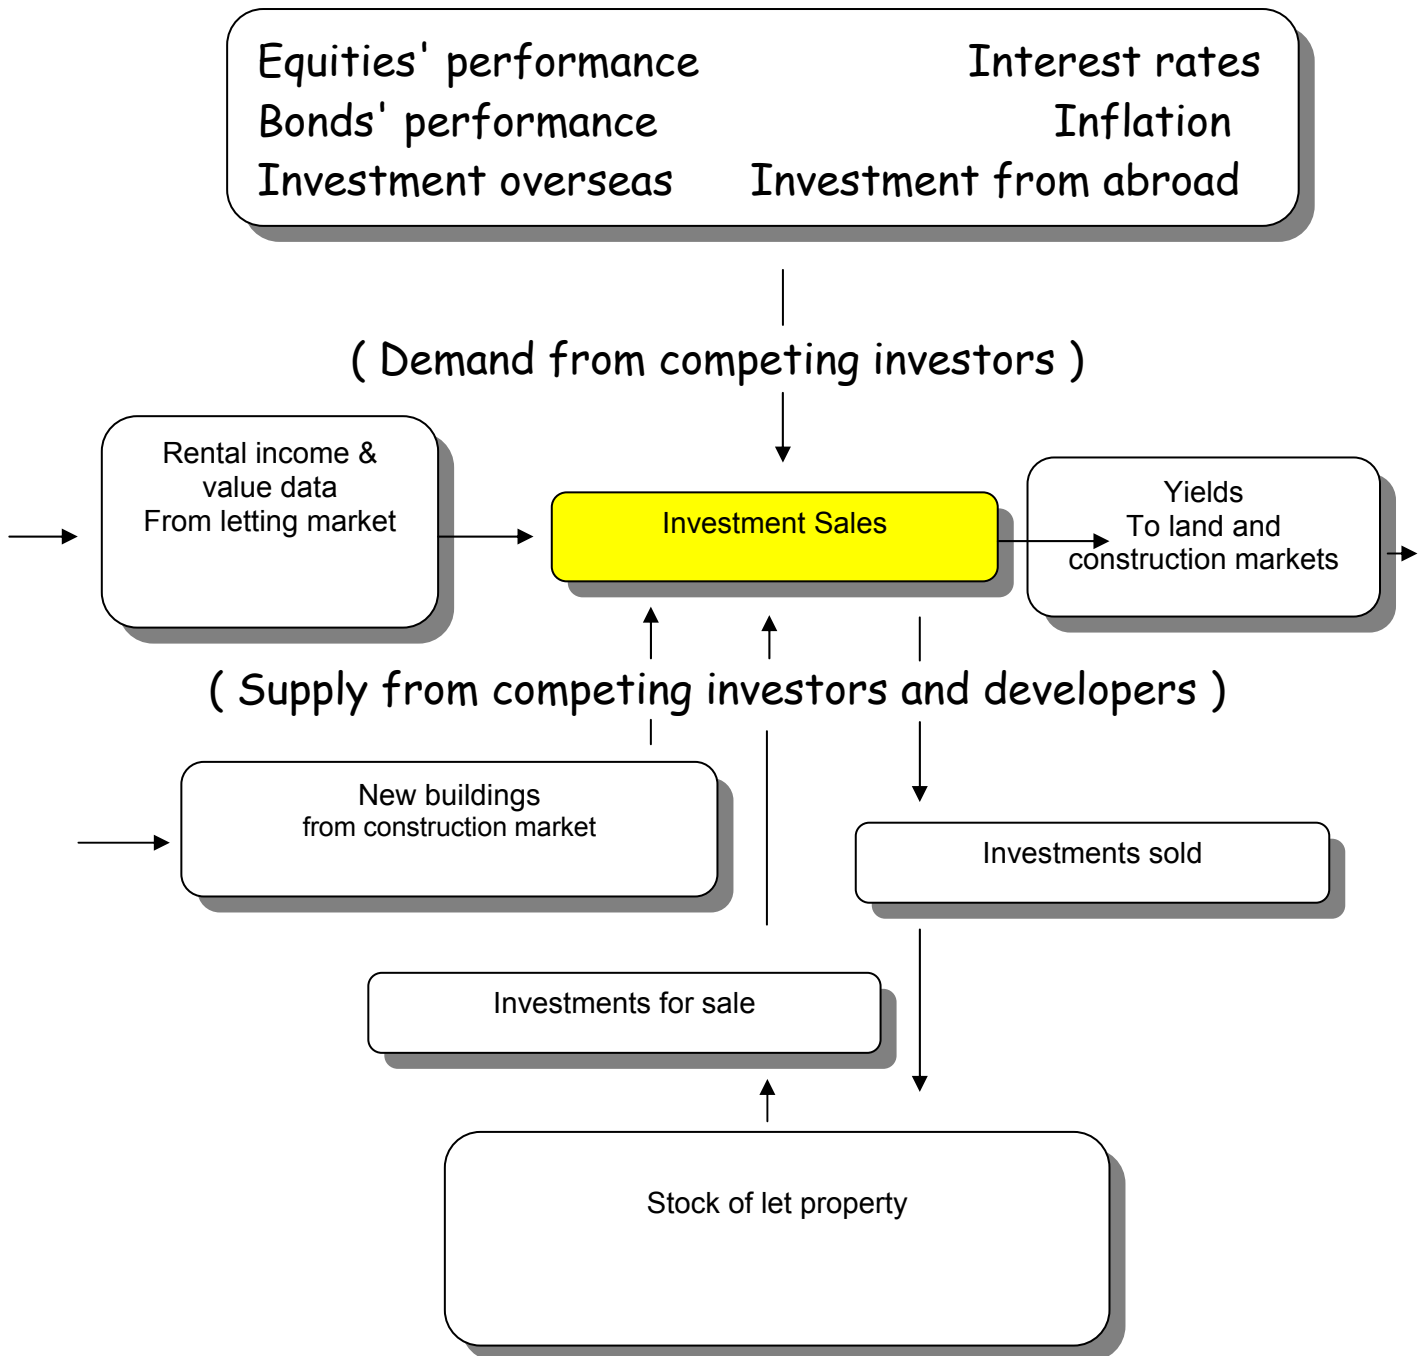 Equities' performance Interest rates
Bonds' performance Inflation
Investment overseas Investment from abroad
( Demand from competing investors )
Rental income &
value data
From letting market
Investment Sales
Yields
To land and
construction markets
( Supply from competing investors and developers )
New buildings
from construction market
Investments sold
Investments for sale
Stock of let property